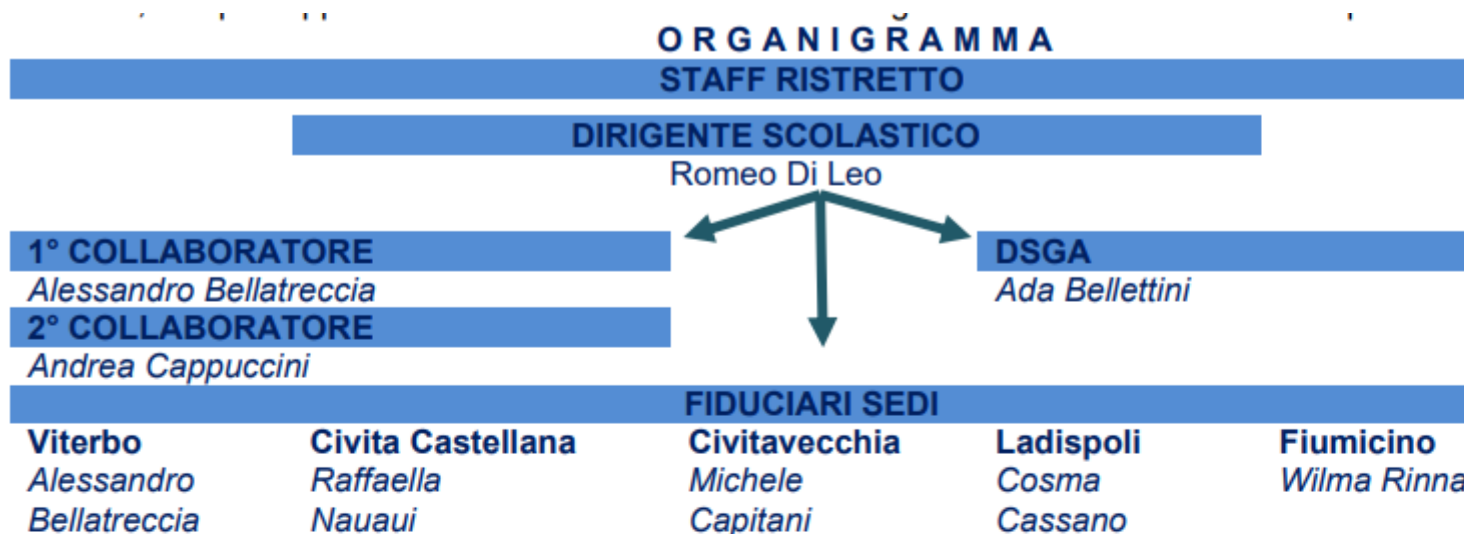 O R G A N I G R A M M A
STAFF RISTRETTO
DIRIGENTE SCOLASTICO
Romeo Di Leo
1° COLLABORATORE
DSGA
Alessandro Bellatreccia
Ada Bellettini
2° COLLABORATORE
Andrea Cappuccini
FIDUCIARI SEDI
Viterbo Civita Castellana Civitavecchia Ladispoli Fiumicino
Alessandro Raffaella Michele Cosma Wilma Rinna
Bellatreccia Nauaui Capitani Cassano